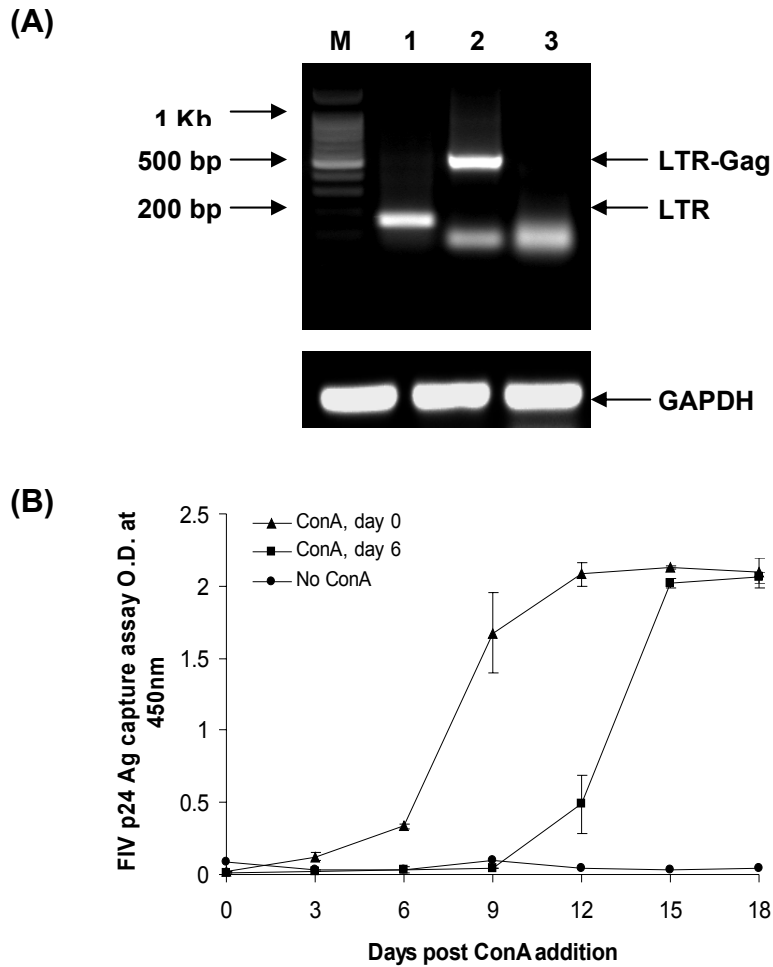 (A)
M 1 2 3
1 Kb
500 bp
200 bp
LTR-Gag
LTR
GAPDH
(B)
FIV p24 Ag capture assay O.D. at
450nm
2.5
2
1.5
1
0.5
0
ConA, day 0
ConA, day 6
No ConA
0 3 6 9 12 15 18
Days post ConA addition